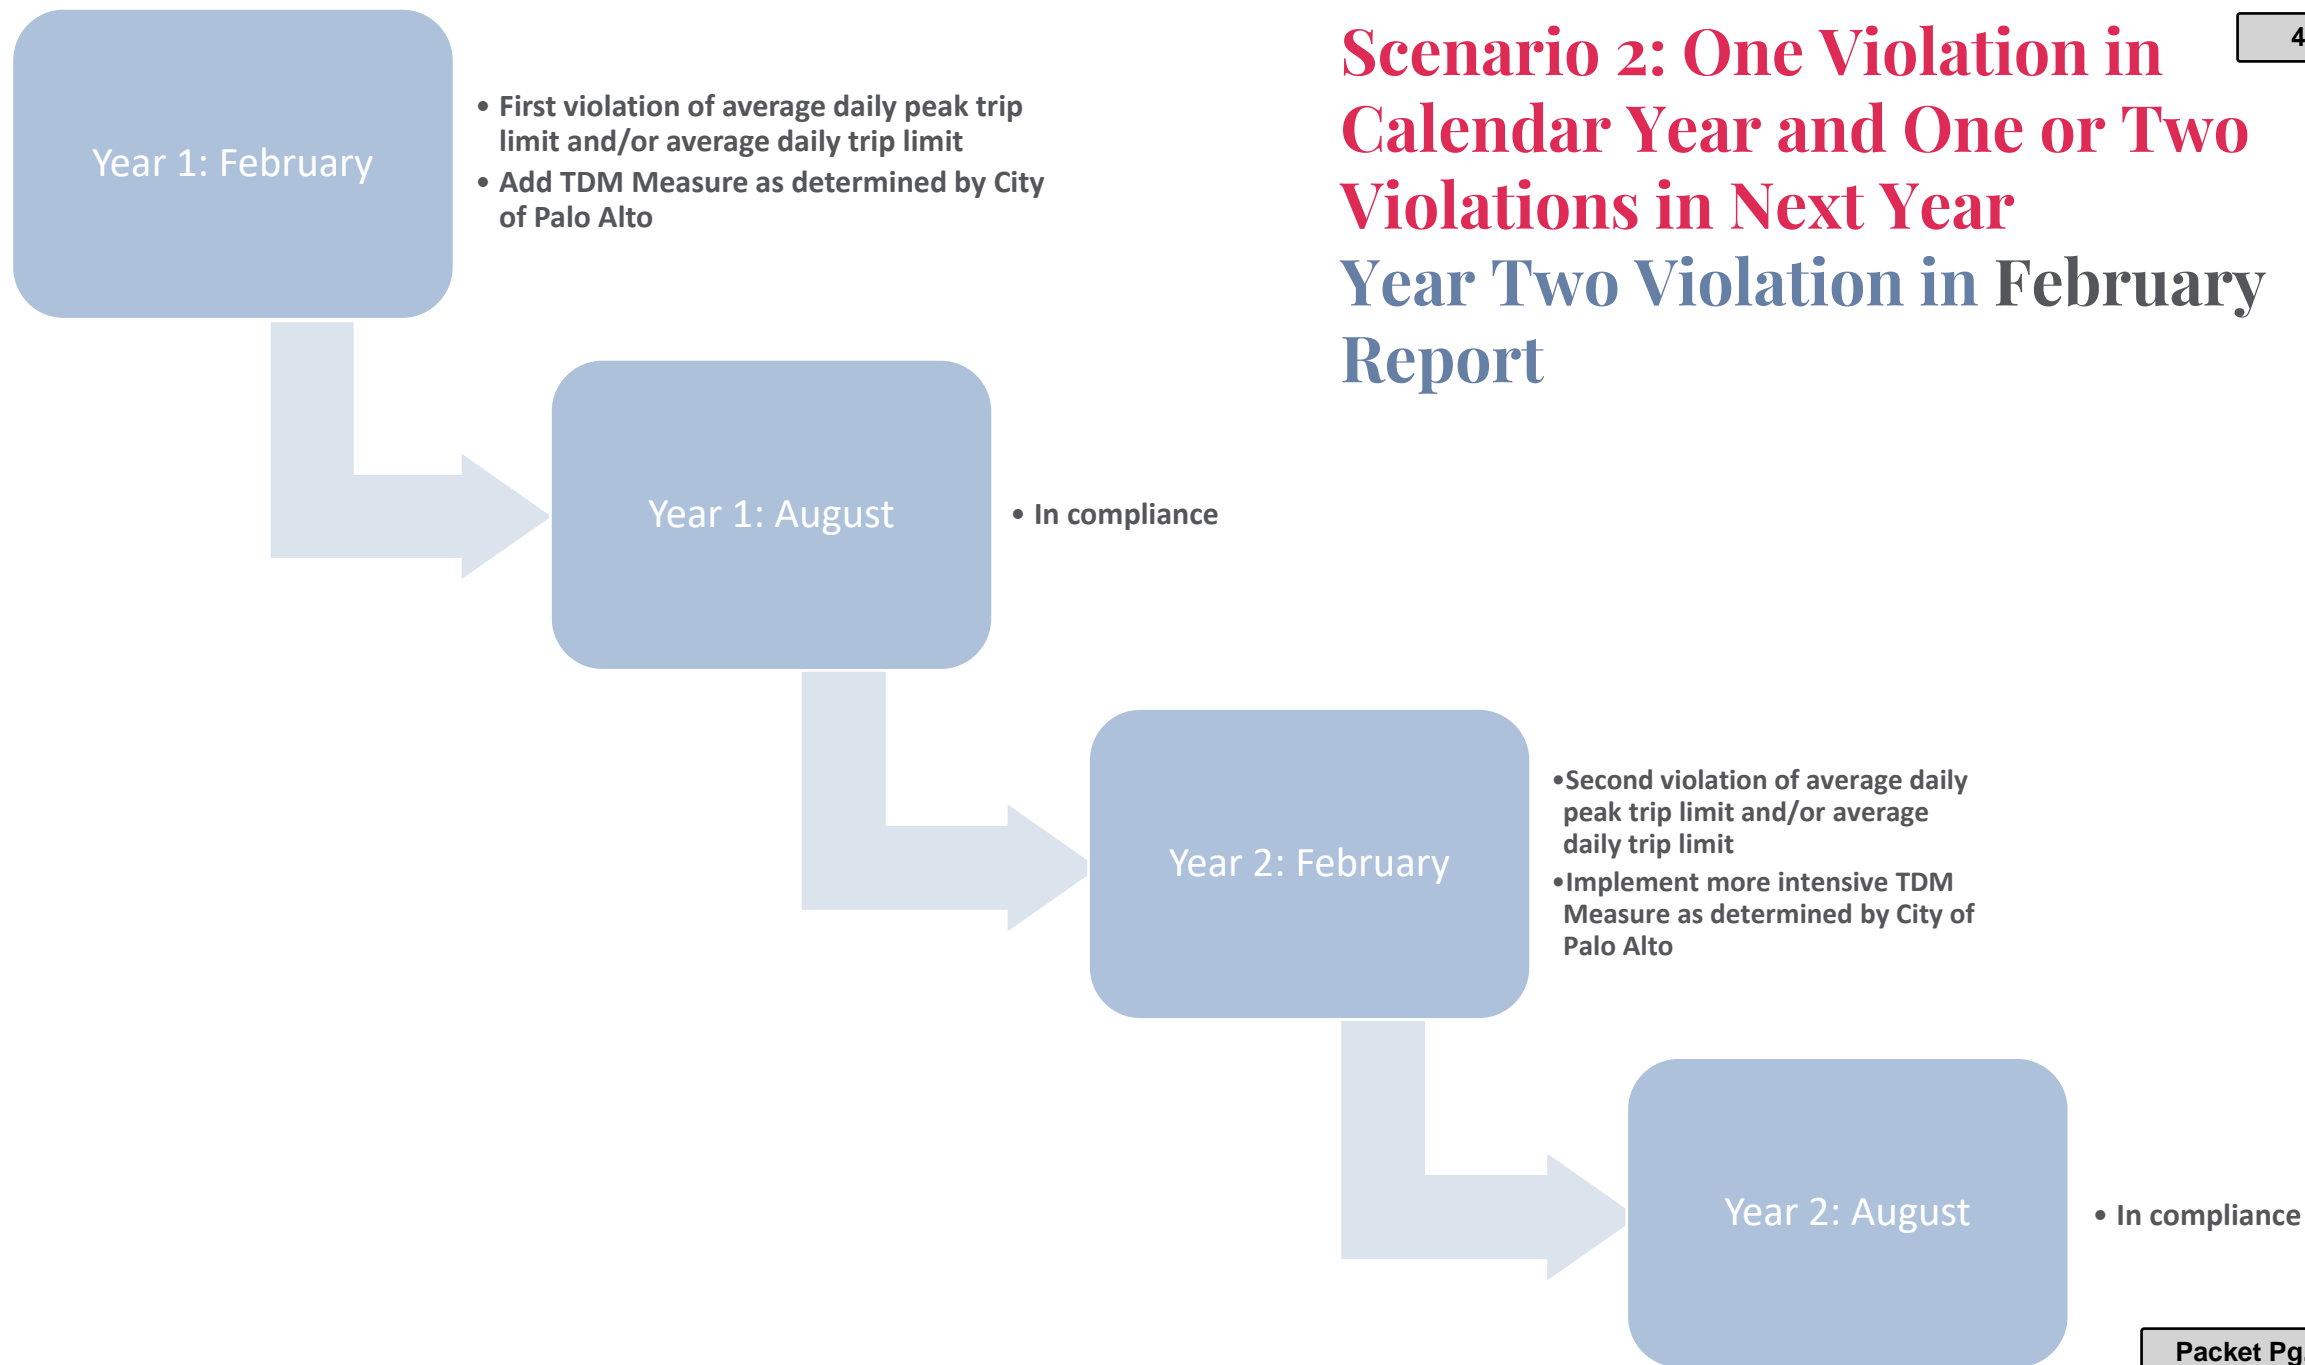 Scenario 2: One Violation in
Calendar Year and One or Two
Violations in Next Year
Year Two Violation in February
Report
4
Year 1: February
• First violation of average daily peak trip
limit and/or average daily trip limit
• Add TDM Measure as determined by City
of Palo Alto
Year 1: August
• In compliance
Year 2: February
•Second violation of average daily
peak trip limit and/or average
daily trip limit
•Implement more intensive TDM
Measure as determined by City of
Palo Alto
Year 2: August
• In compliance
Packet Pg